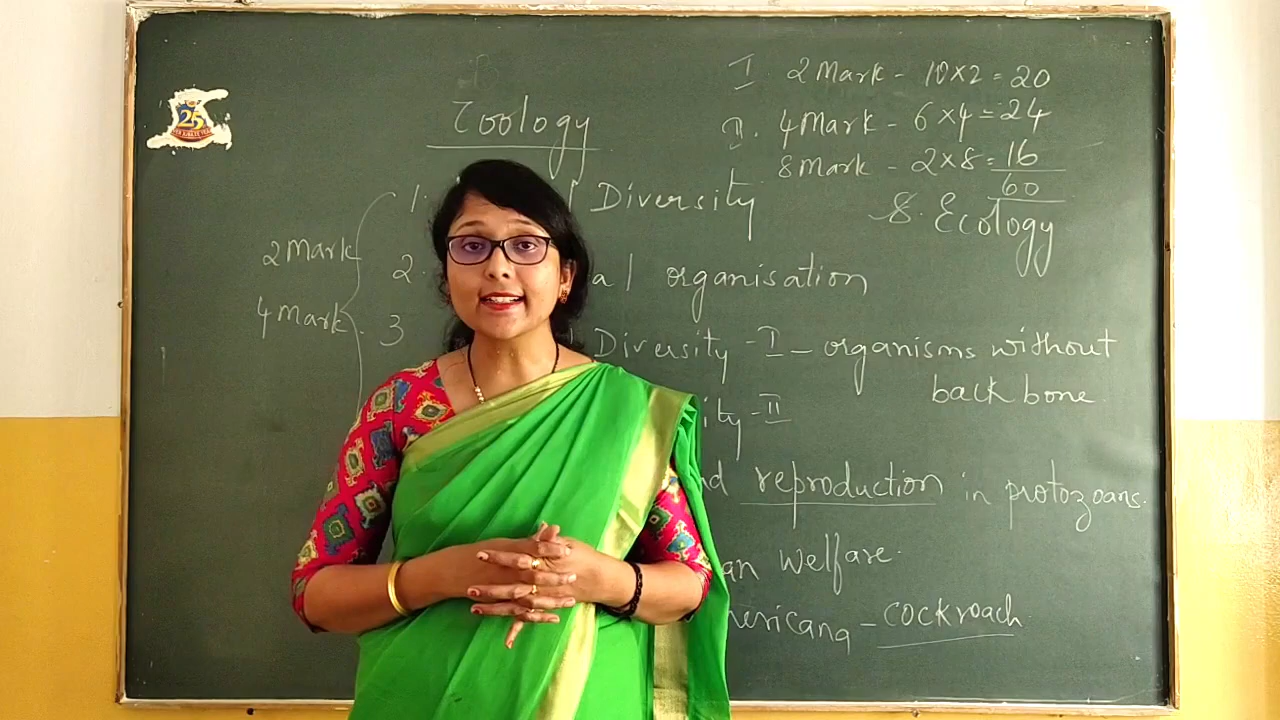 Zoology
I. 2 Mark - 10×2 = 20
II. 4 Mark - 6×4 = 24
8 Mark - 2×8 = 16
60
8. Ecology
2 Mark
4 Mark
1. Diversity
2. al organisation
3 Diversity - I - organisms without
back bone
ity - II
nd reproduction in protozoans.
an welfare.
mericana - cockroach
25